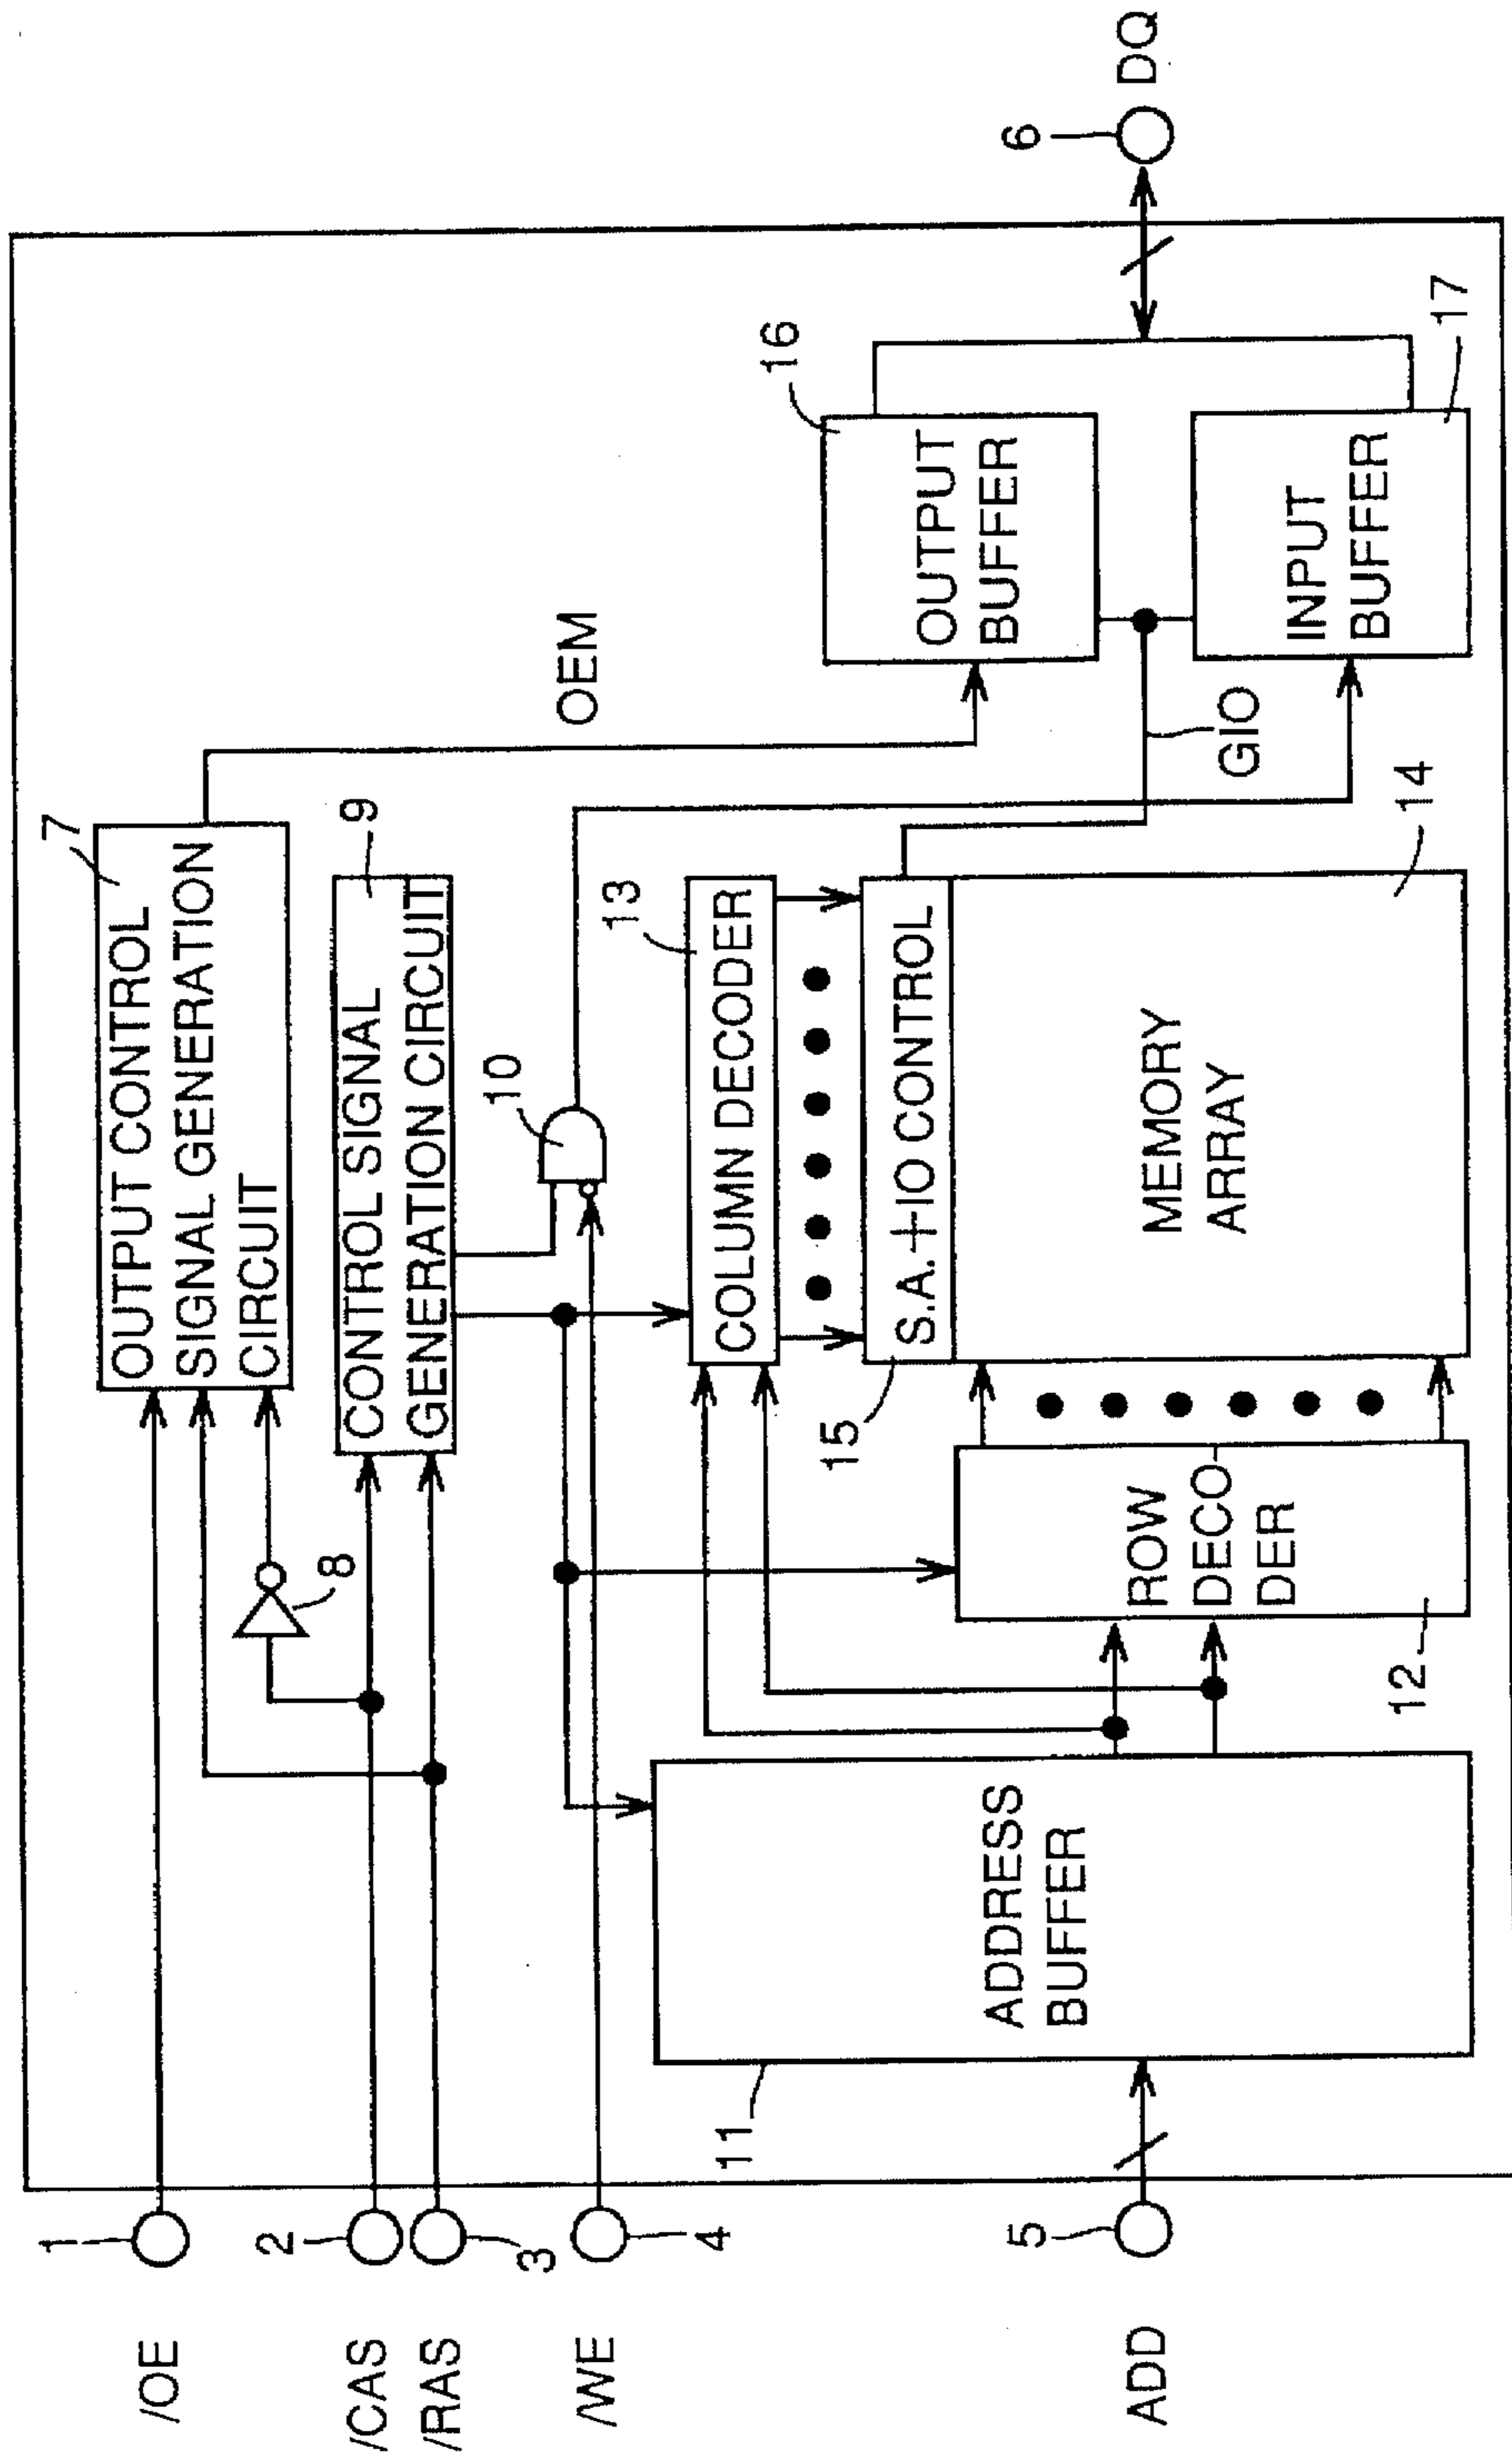 /OE
1
/CAS
2
/RAS
3
/WE
4
ADD
5
7
OUTPUT CONTROL
SIGNAL GENERATION
CIRCUIT
8
9
CONTROL SIGNAL
GENERATION CIRCUIT
10
OEM
11
ADDRESS
BUFFER
12
ROW
DECO-
DER
13
COLUMN DECODER
15
S.A.+IO CONTROL
14
MEMORY
ARRAY
GIO
16
OUTPUT
BUFFER
17
INPUT
BUFFER
6
DQ